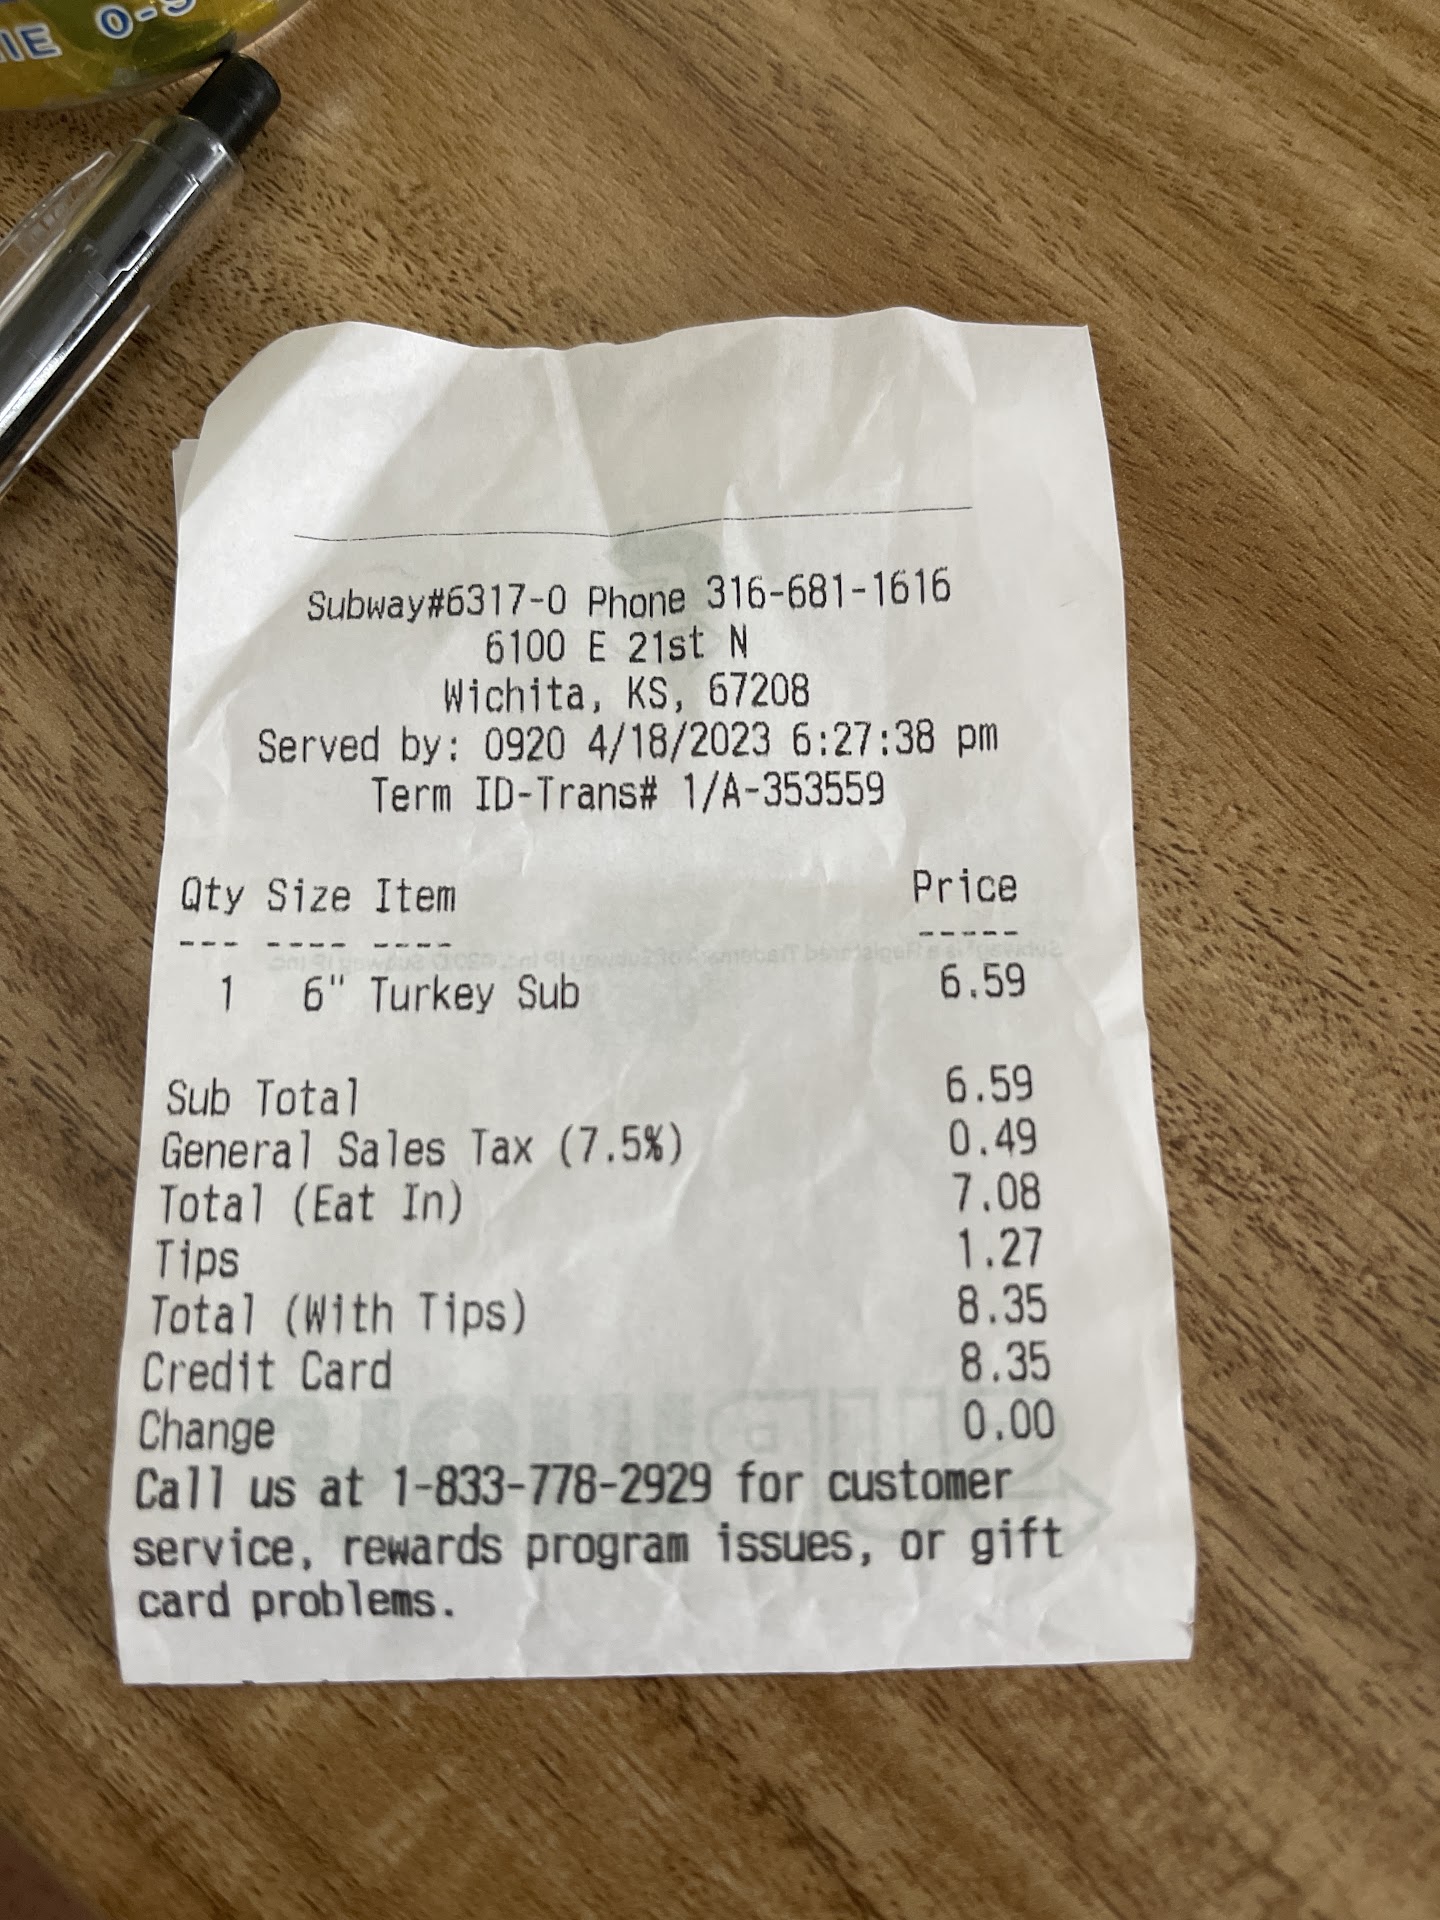 IE 0-9
Subway#6317-0 Phone 316-681-1616
6100 E 21st N
Wichita, KS, 67208
Served by: 0920 4/18/2023 6:27:38 pm
Term ID-Trans# 1/A-353559
Qty Size Item Price
--- ---- ---- -----
1 6" Turkey Sub 6.59
Sub Total 6.59
General Sales Tax (7.5%) 0.49
Total (Eat In) 7.08
Tips 1.27
Total (With Tips) 8.35
Credit Card 8.35
Change 0.00
Call us at 1-833-778-2929 for customer
service, rewards program issues, or gift
card problems.